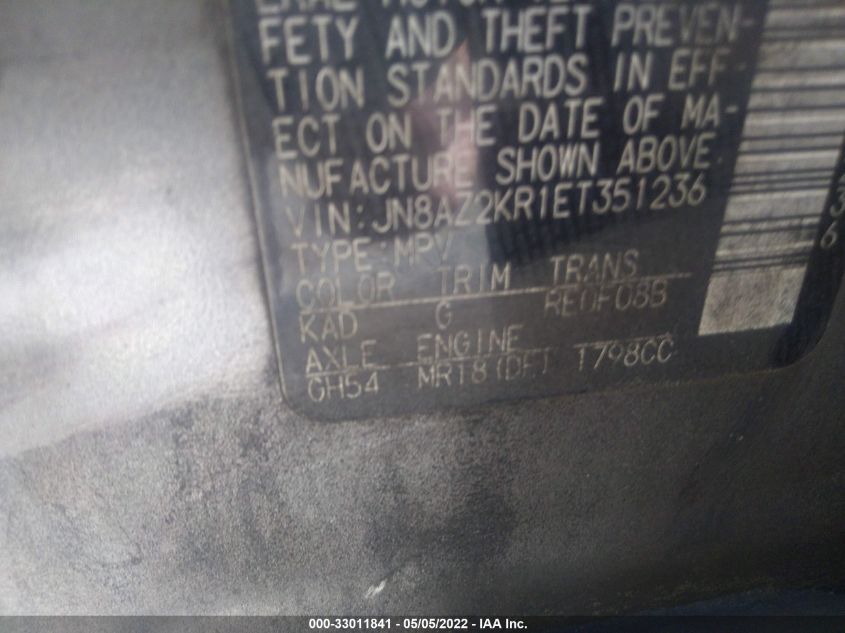 FETY AND THEFT PREVEN-
TION STANDARDS IN EFF-
ECT ON THE DATE OF MA-
NUFACTURE SHOWN ABOVE.
VIN:JN8AZ2KR1ET351236
TYPE:MPV
COLOR TRIM TRANS
KAD G RE0F08B
AXLE ENGINE
GH54 MR18(DE) 1798CC
36
000-33011841 - 05/05/2022 - IAA Inc.